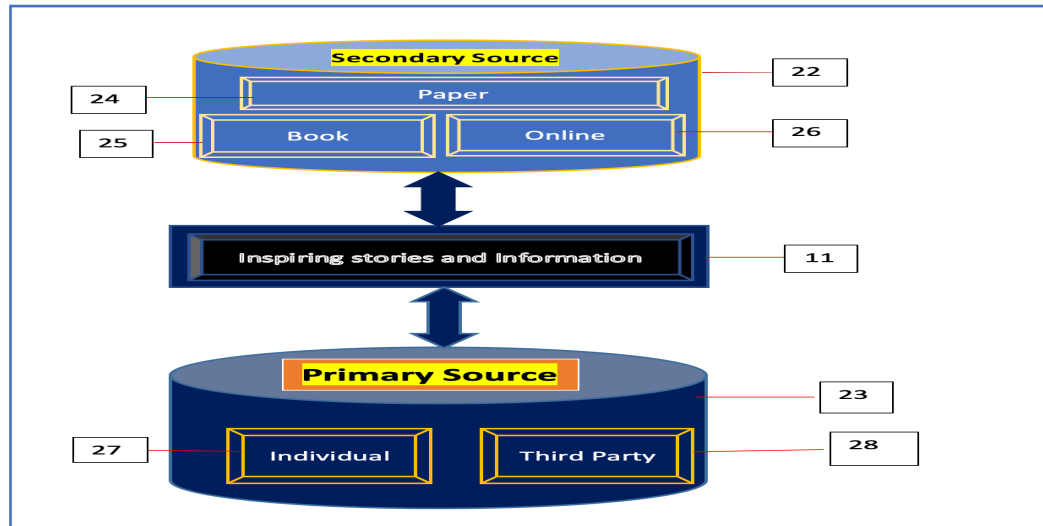 Secondary Source
22
24
Paper
25
Book
Online
26
Inspiring stories and Information
11
Primary Source
23
27
Individual
Third Party
28